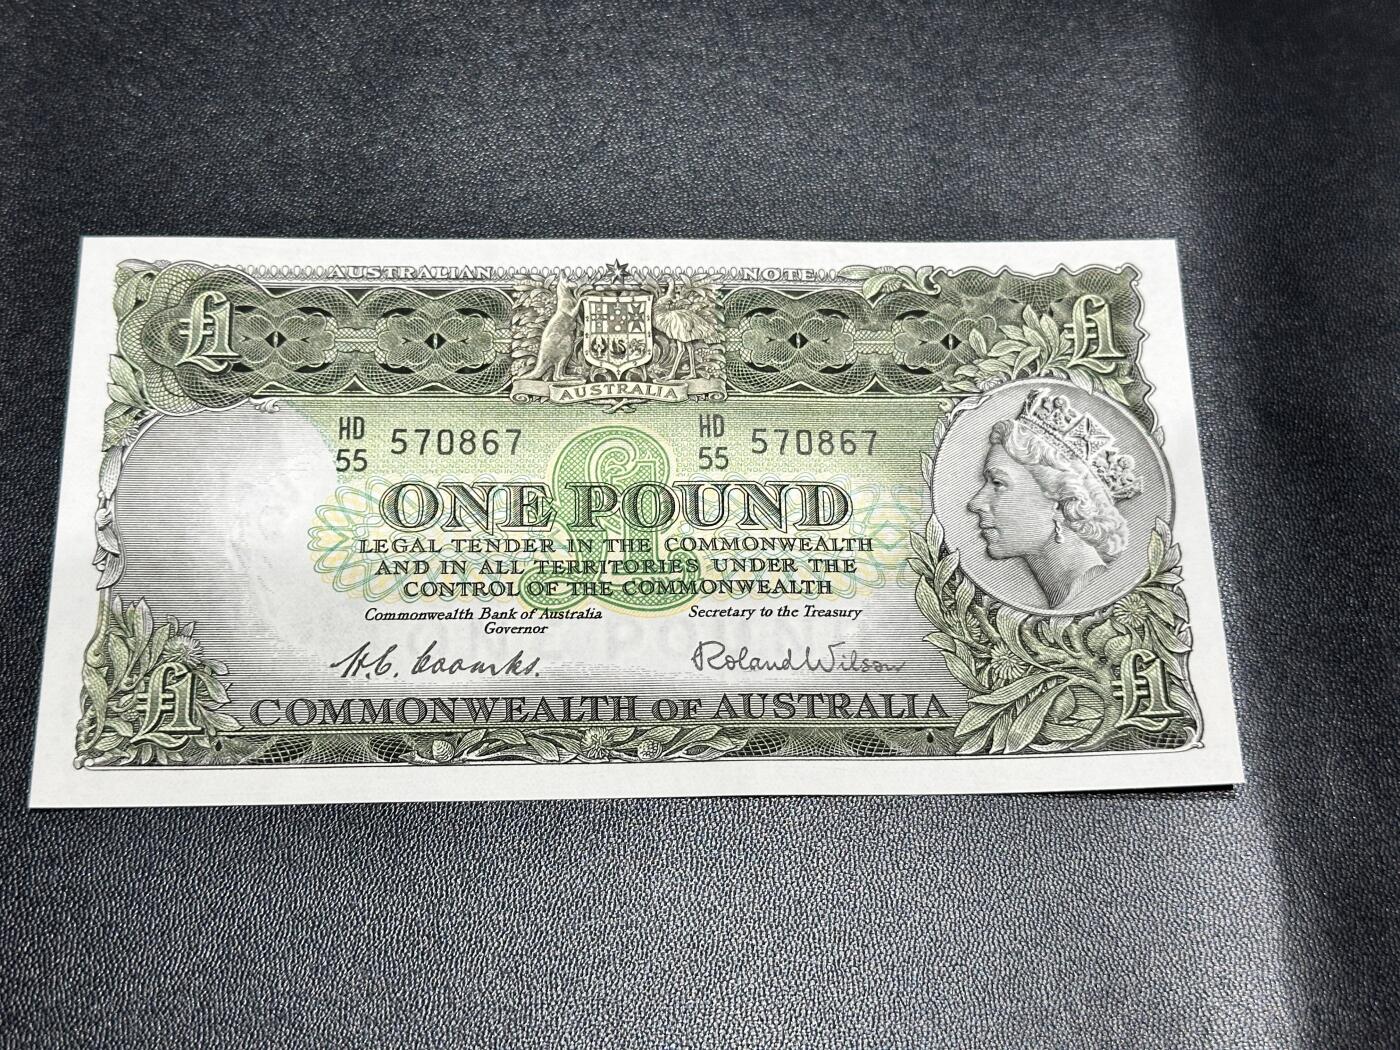 AUSTRALIAN NOTE
£1 £1
AUSTRALIA
HD 55 570867 HD 55 570867
ONE POUND
LEGAL TENDER IN THE COMMONWEALTH
AND IN ALL TERRITORIES UNDER THE
CONTROL OF THE COMMONWEALTH
Commonwealth Bank of Australia Secretary to the Treasury
Governor
H.C. Coombs. Roland Wilson
£1 £1
COMMONWEALTH OF AUSTRALIA